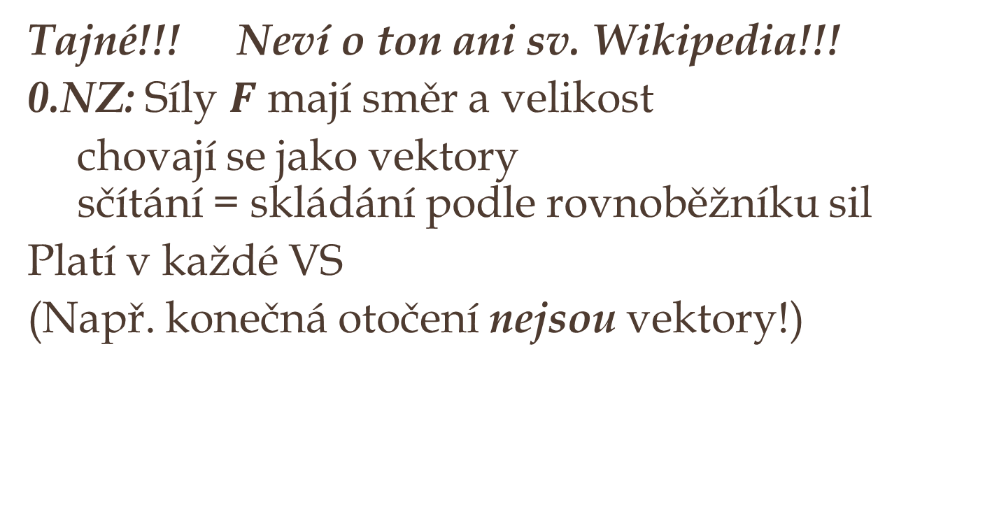 Tajné!!! Neví o ton ani sv. Wikipedia!!!
0.NZ: Síly F mají směr a velikost
chovají se jako vektory
sčítání = skládání podle rovnoběžníku sil
Platí v každé VS
(Např. konečná otočení nejsou vektory!)